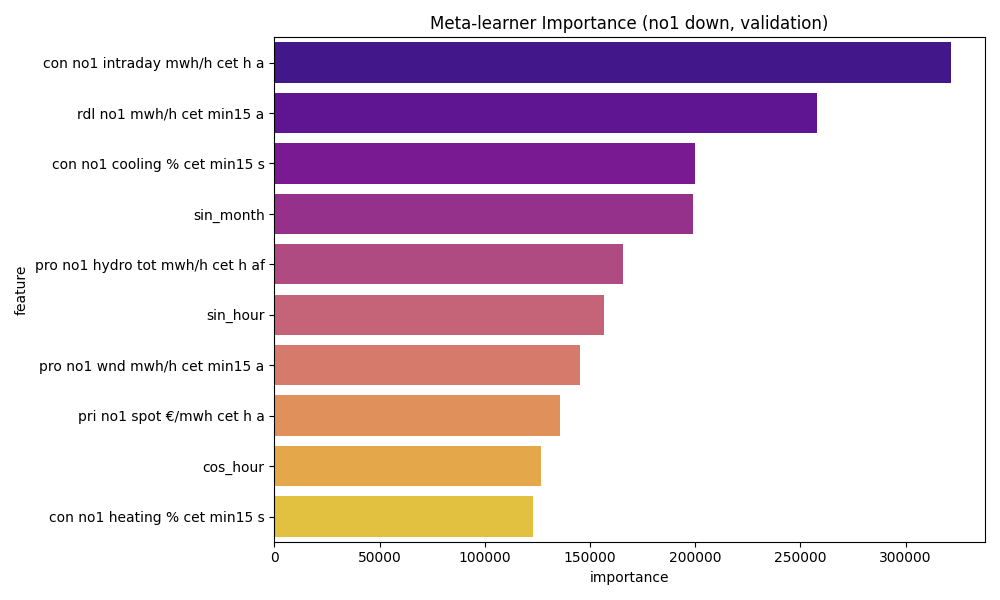 Meta-learner Importance (no1 down, validation)
feature
con no1 intraday mwh/h cet h a
rdl no1 mwh/h cet min15 a
con no1 cooling % cet min15 s
sin_month
pro no1 hydro tot mwh/h cet h af
sin_hour
pro no1 wnd mwh/h cet min15 a
pri no1 spot €/mwh cet h a
cos_hour
con no1 heating % cet min15 s
0 50000 100000 150000 200000 250000 300000
importance